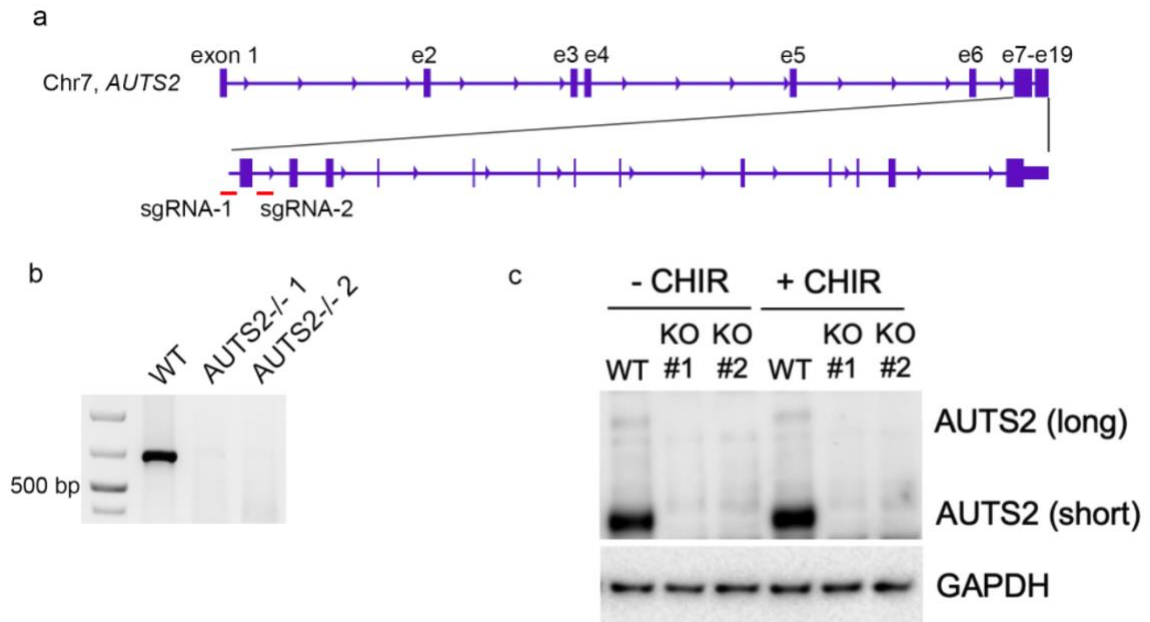 a
exon 1 e2 e3 e4 e5 e6 e7-e19
Chr7, AUTS2
sgRNA-1 sgRNA-2
b
WT AUTS2-/- 1 AUTS2-/- 2
500 bp
c
- CHIR + CHIR
KO KO KO KO
WT #1 #2 WT #1 #2
AUTS2 (long)
AUTS2 (short)
GAPDH